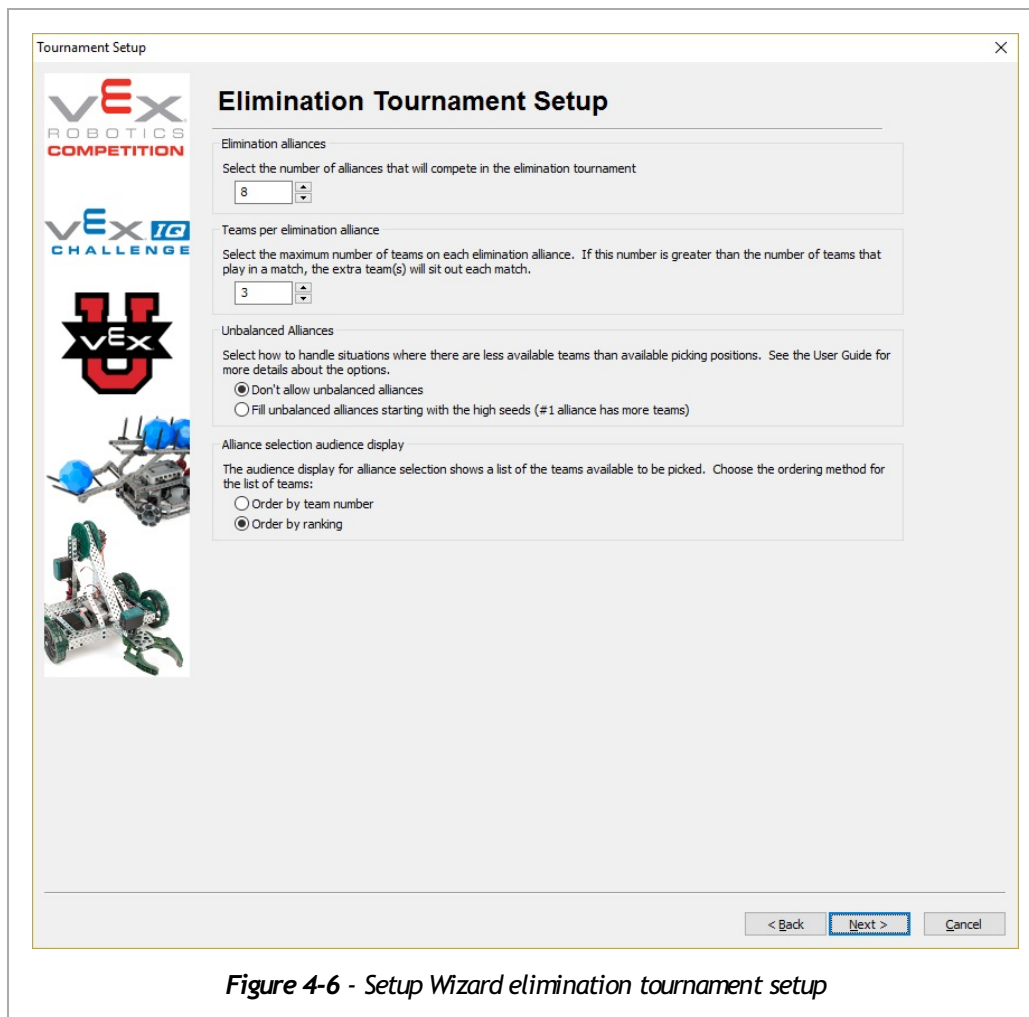 Tournament Setup
VEX
ROBOTICS
COMPETITION
VEX IQ
CHALLENGE
VEX
U
Elimination Tournament Setup
Elimination alliances
Select the number of alliances that will compete in the elimination tournament
8
Teams per elimination alliance
Select the maximum number of teams on each elimination alliance. If this number is greater than the number of teams that
play in a match, the extra team(s) will sit out each match.
3
Unbalanced Alliances
Select how to handle situations where there are less available teams than available picking positions. See the User Guide for
more details about the options.
Don't allow unbalanced alliances
Fill unbalanced alliances starting with the high seeds (#1 alliance has more teams)
Alliance selection audience display
The audience display for alliance selection shows a list of the teams available to be picked. Choose the ordering method for
the list of teams:
Order by team number
Order by ranking
< Back
Next >
Cancel
Figure 4-6 - Setup Wizard elimination tournament setup